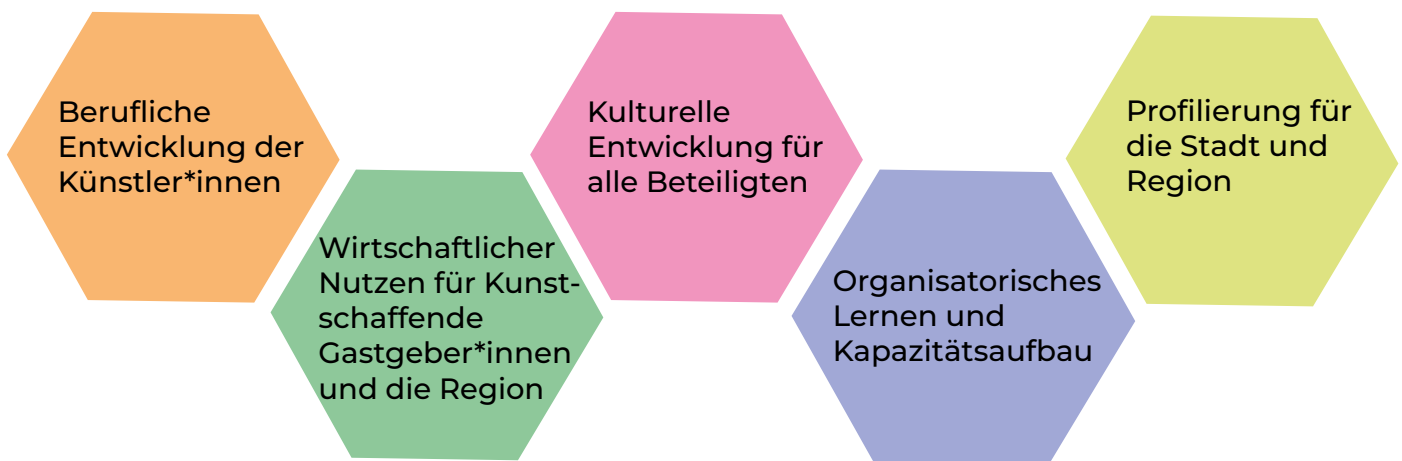 Berufliche
Entwicklung der
Künstler*innen
Wirtschaftlicher
Nutzen für Kunst-
schaffende
Gastgeber*innen
und die Region
Kulturelle
Entwicklung für
alle Beteiligten
Organisatorisches
Lernen und
Kapazitätsaufbau
Profilierung für
die Stadt und
Region